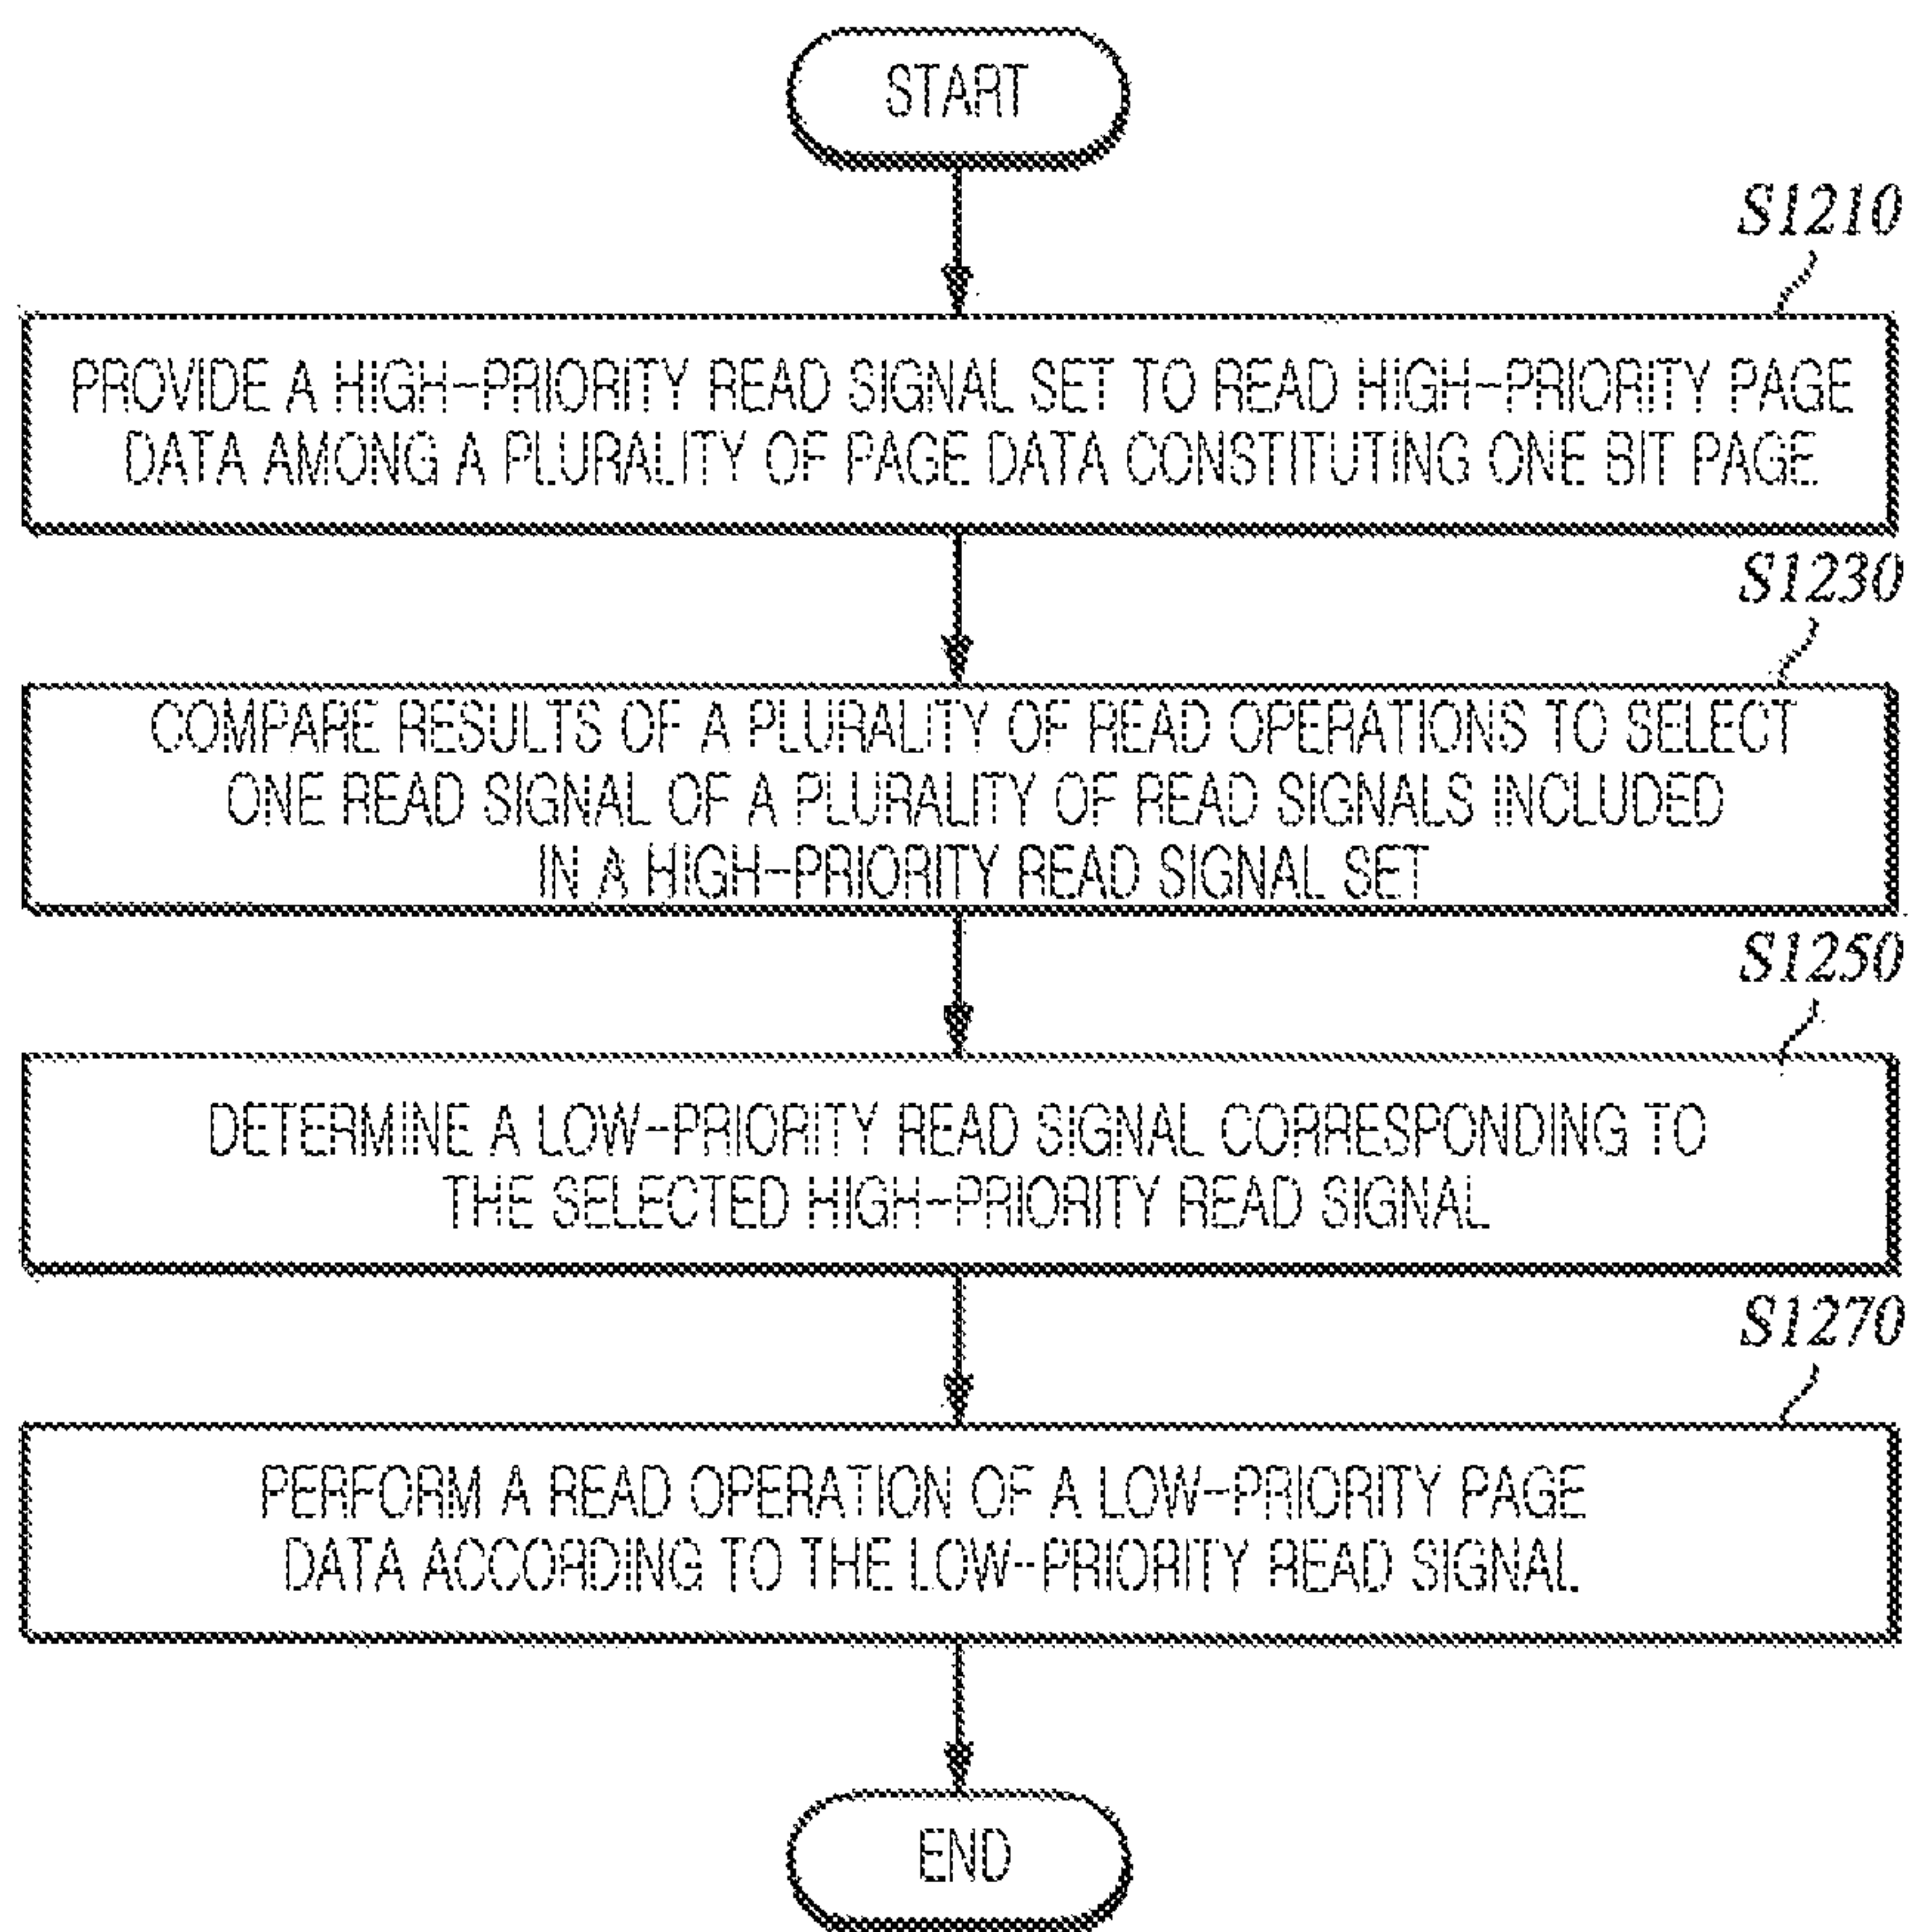 START
S1210
PROVIDE A HIGH-PRIORITY READ SIGNAL SET TO READ HIGH-PRIORITY PAGE
DATA AMONG A PLURALITY OF PAGE DATA CONSTITUTING ONE BIT PAGE
S1230
COMPARE RESULTS OF A PLURALITY OF READ OPERATIONS TO SELECT
ONE READ SIGNAL OF A PLURALITY OF READ SIGNALS INCLUDED
IN A HIGH-PRIORITY READ SIGNAL SET
S1250
DETERMINE A LOW-PRIORITY READ SIGNAL CORRESPONDING TO
THE SELECTED HIGH-PRIORITY READ SIGNAL
S1270
PERFORM A READ OPERATION OF A LOW-PRIORITY PAGE
DATA ACCORDING TO THE LOW-PRIORITY READ SIGNAL
END